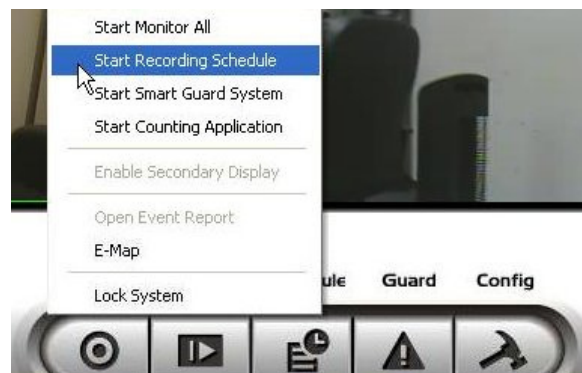 Start Monitor All
Start Recording Schedule
Start Smart Guard System
Start Counting Application
Enable Secondary Display
Open Event Report
E-Map
Lock System
ule Guard Config